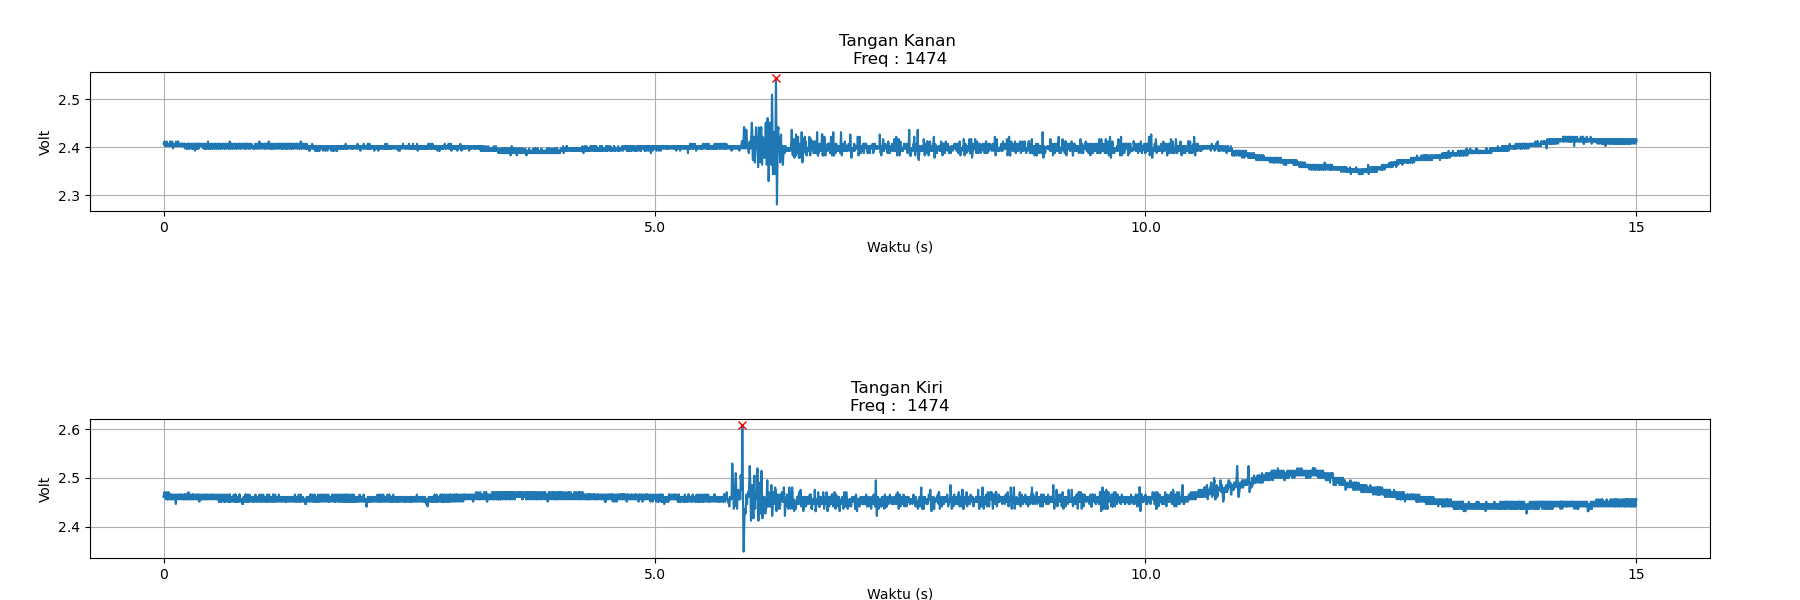 Tangan Kanan
Freq : 1474
Volt
2.5
2.4
2.3
0 5.0 10.0 15
Waktu (s)
Tangan Kiri
Freq :  1474
Volt
2.6
2.5
2.4
0 5.0 10.0 15
Waktu (s)